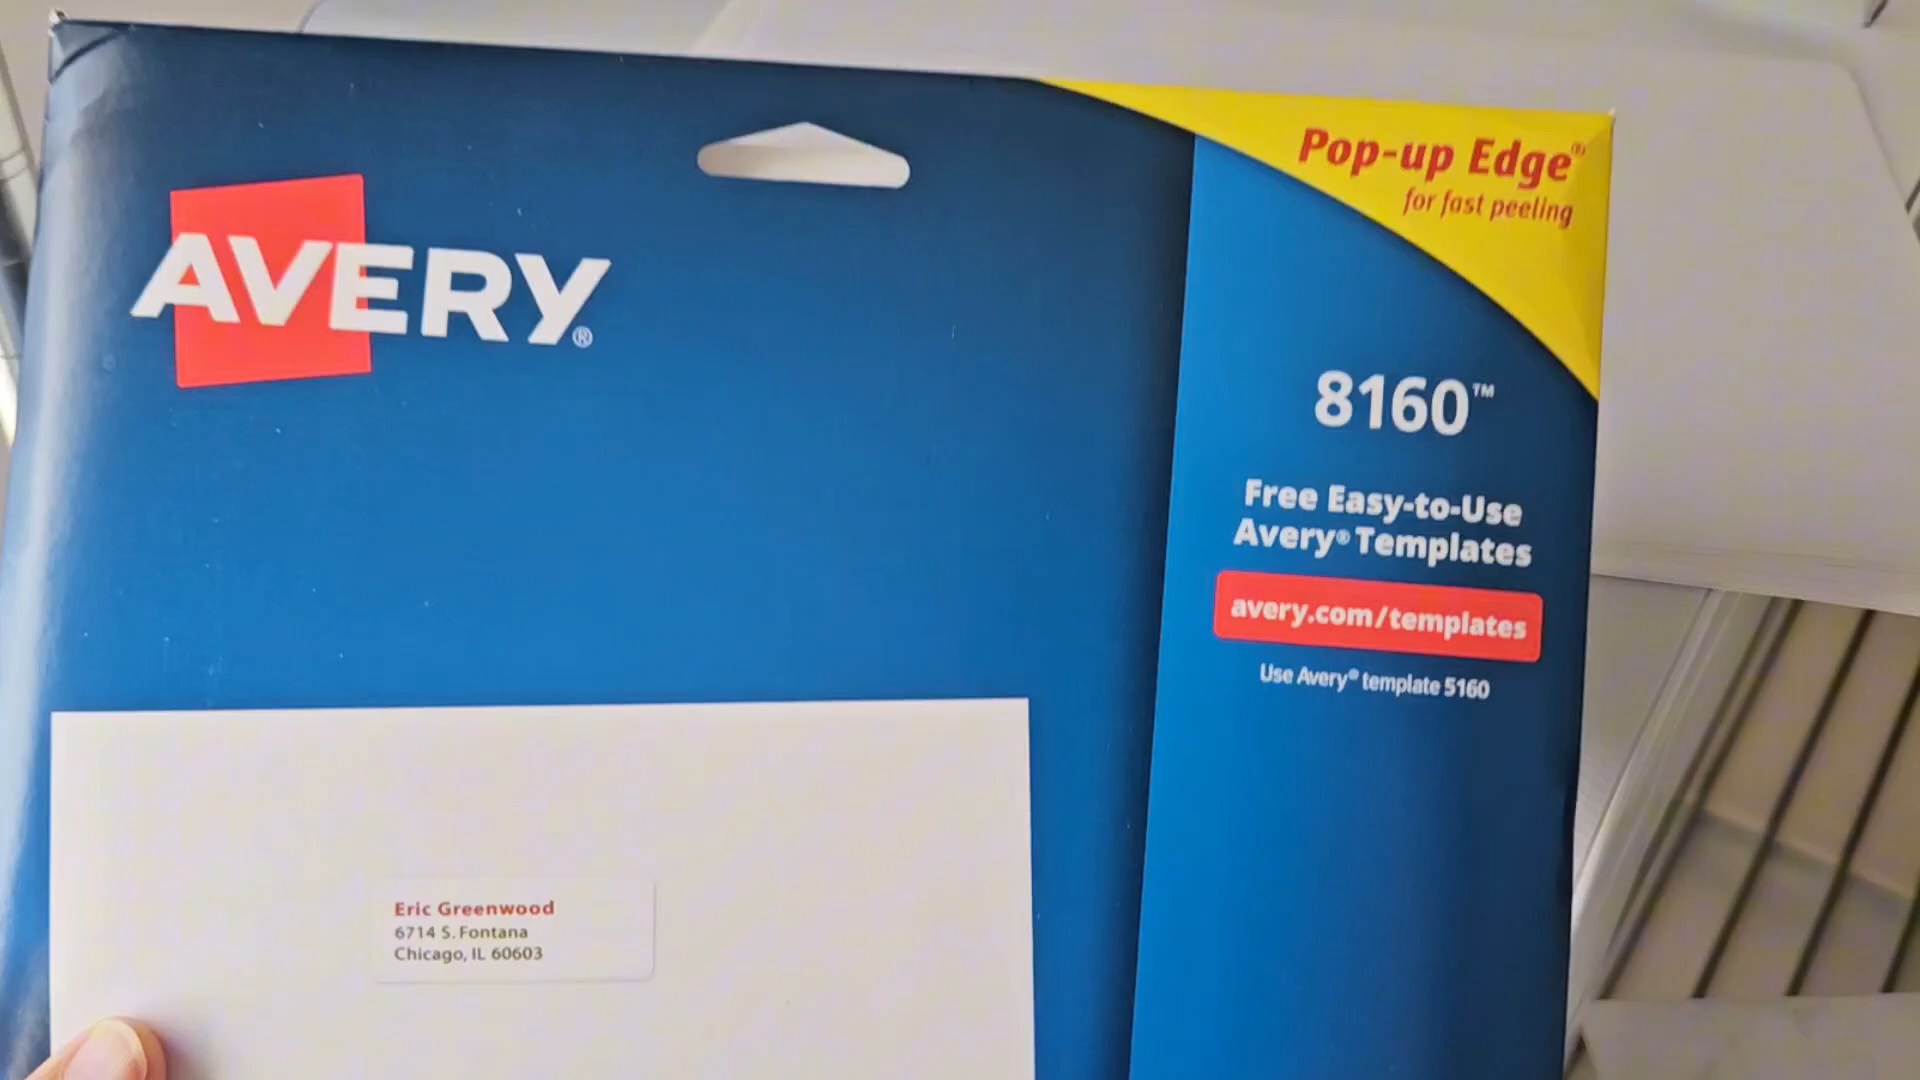 AVERY®
Pop-up Edge®
for fast peeling
8160™
Free Easy-to-Use
Avery® Templates
avery.com/templates
Use Avery® template 5160
Eric Greenwood
6714 S. Fontana
Chicago, IL 60603